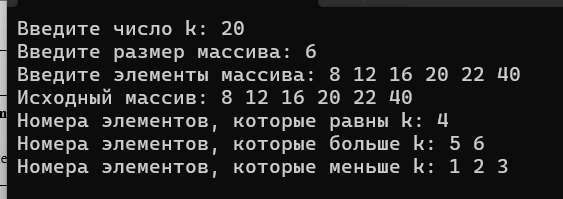 Введите число k: 20
Введите размер массива: 6
Введите элементы массива: 8 12 16 20 22 40
Исходный массив: 8 12 16 20 22 40
Номера элементов, которые равны k: 4
Номера элементов, которые больше k: 5 6
Номера элементов, которые меньше k: 1 2 3